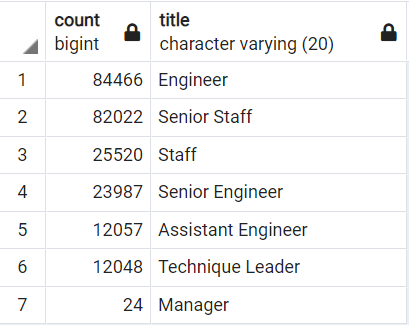 count title
bigint character varying (20)
1 84466 Engineer
2 82022 Senior Staff
3 25520 Staff
4 23987 Senior Engineer
5 12057 Assistant Engineer
6 12048 Technique Leader
7 24 Manager